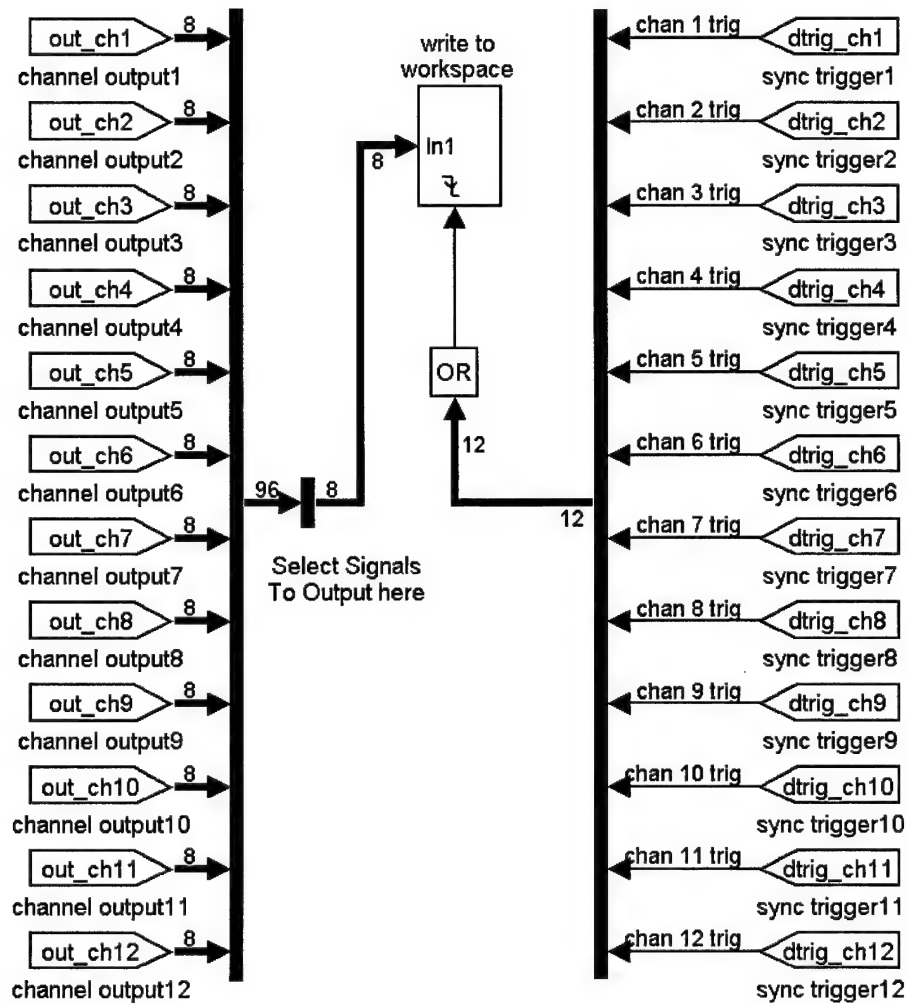 out_ch1
8
channel output1
out_ch2
8
channel output2
out_ch3
8
channel output3
out_ch4
8
channel output4
out_ch5
8
channel output5
out_ch6
8
channel output6
out_ch7
8
channel output7
out_ch8
8
channel output8
out_ch9
8
channel output9
out_ch10
8
channel output10
out_ch11
8
channel output11
out_ch12
8
channel output12
96
8
Select Signals
To Output here
8
write to
workspace
In1
OR
12
12
chan 1 trig
dtrig_ch1
sync trigger1
chan 2 trig
dtrig_ch2
sync trigger2
chan 3 trig
dtrig_ch3
sync trigger3
chan 4 trig
dtrig_ch4
sync trigger4
chan 5 trig
dtrig_ch5
sync trigger5
chan 6 trig
dtrig_ch6
sync trigger6
chan 7 trig
dtrig_ch7
sync trigger7
chan 8 trig
dtrig_ch8
sync trigger8
chan 9 trig
dtrig_ch9
sync trigger9
chan 10 trig
dtrig_ch10
sync trigger10
chan 11 trig
dtrig_ch11
sync trigger11
chan 12 trig
dtrig_ch12
sync trigger12